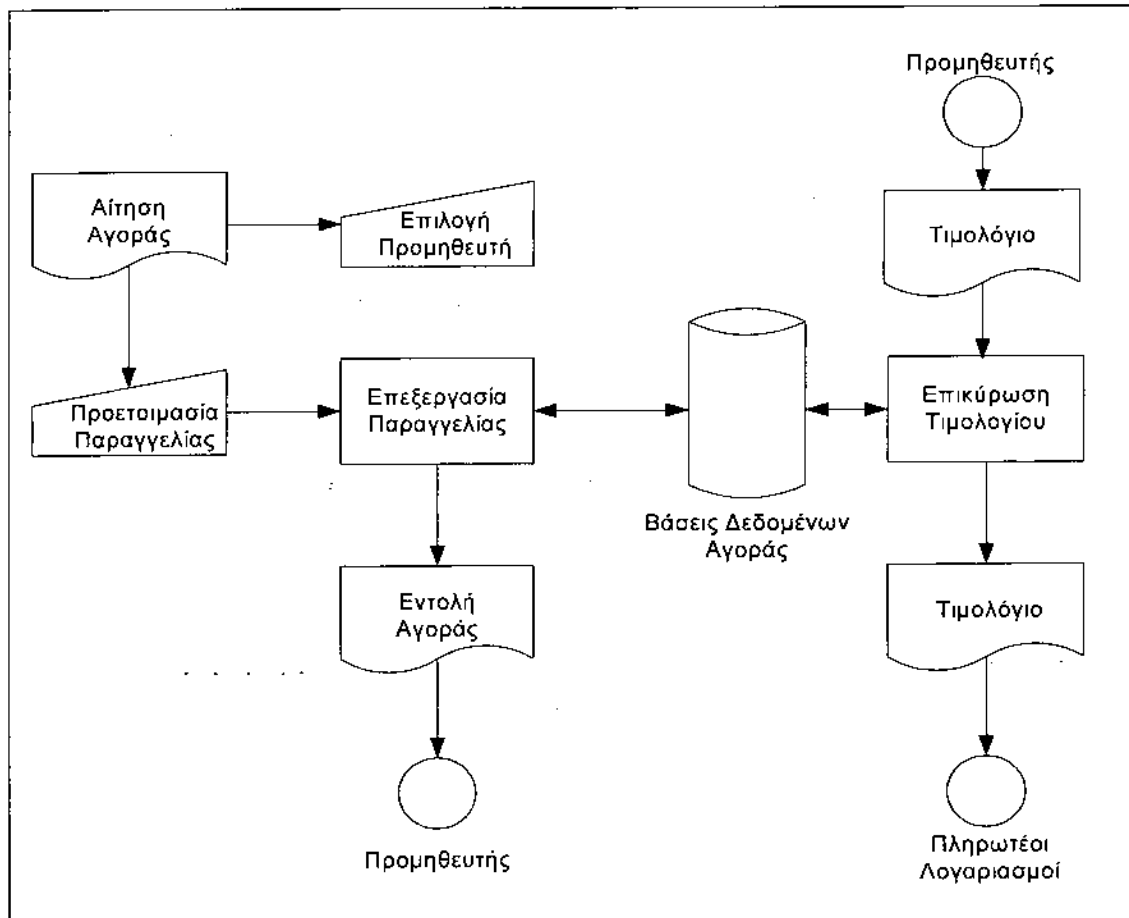 Προμηθευτής
Αίτηση
Αγοράς
Επιλογή
Προμηθευτή
Τιμολόγιο
Προετοιμασία
Παραγγελίας
Επεξεργασία
Παραγγελίας
Επικύρωση
Τιμολογίου
Βάσεις Δεδομένων
Αγοράς
Εντολή
Αγοράς
Τιμολόγιο
Προμηθευτής
Πληρωτέοι
Λογαριασμοί